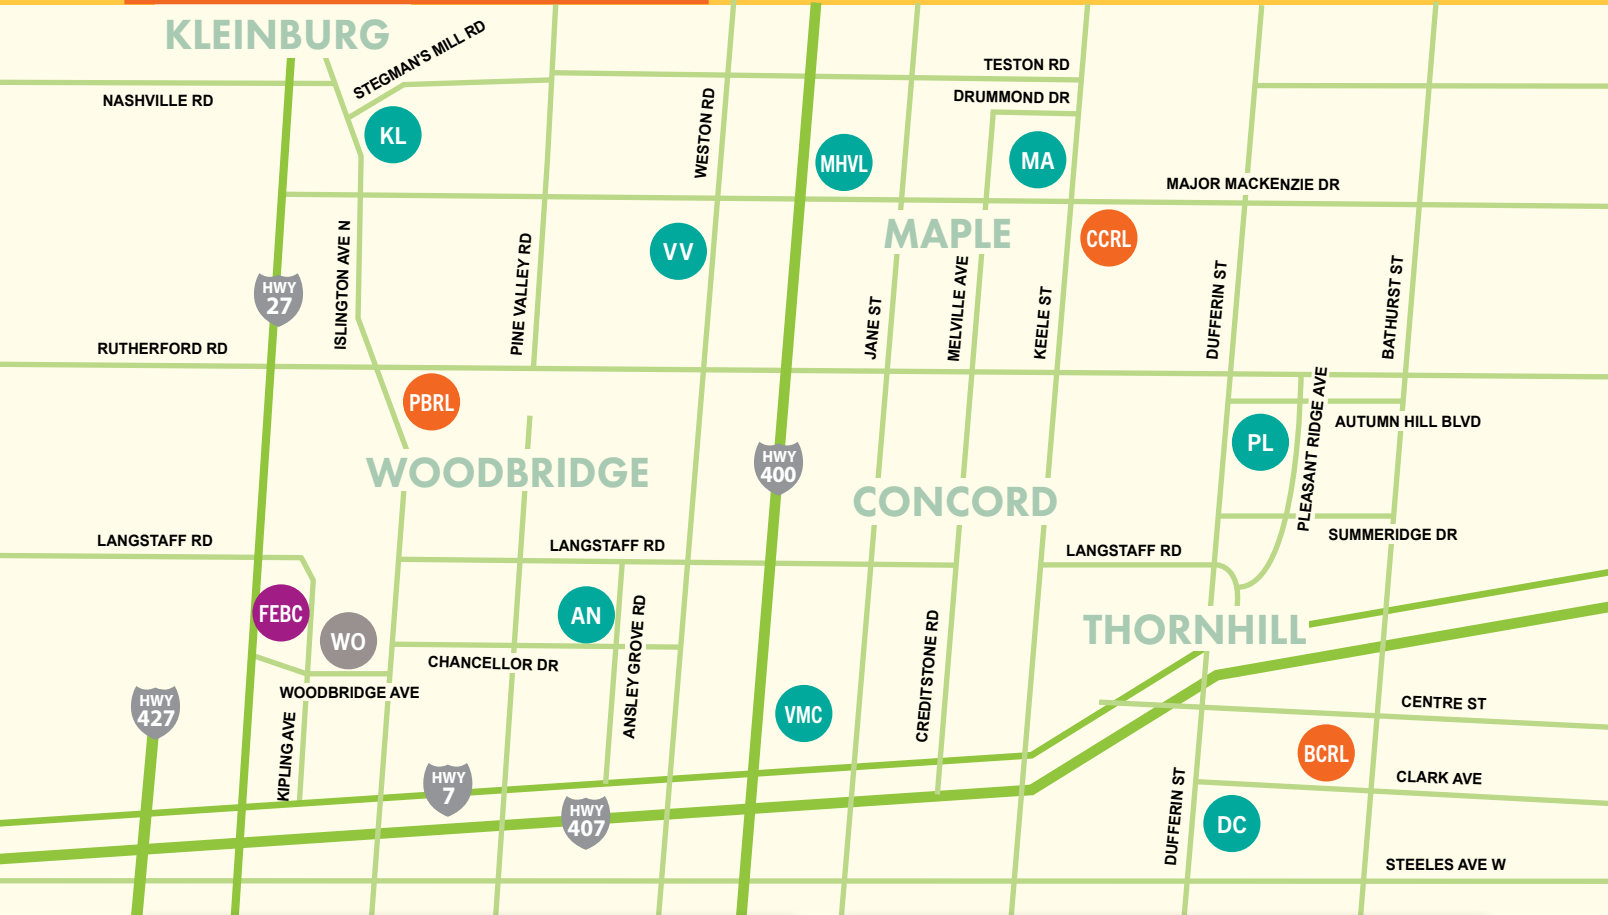 KLEINBURG
STEGMAN'S MILL RD
TESTON RD
NASHVILLE RD
DRUMMOND DR
WESTON RD
KL
MHVL
MA
MAJOR MACKENZIE DR
MAPLE
CCRL
VV
ISLINGTON AVE N
PINE VALLEY RD
HWY
27
JANE ST
MELVILLE AVE
KEELE ST
DUFFERIN ST
BATHURST ST
RUTHERFORD RD
PBRL
PLEASANT RIDGE AVE
AUTUMN HILL BLVD
PL
WOODBRIDGE
HWY
400
CONCORD
LANGSTAFF RD
LANGSTAFF RD
LANGSTAFF RD
SUMMERIDGE DR
FEBC
WO
AN
ANSLEY GROVE RD
CREDITSTONE RD
THORNHILL
CHANCELLOR DR
WOODBRIDGE AVE
HWY
427
KIPLING AVE
VMC
CENTRE ST
BCRL
HWY
7
CLARK AVE
HWY
407
DUFFERIN ST
DC
STEELES AVE W